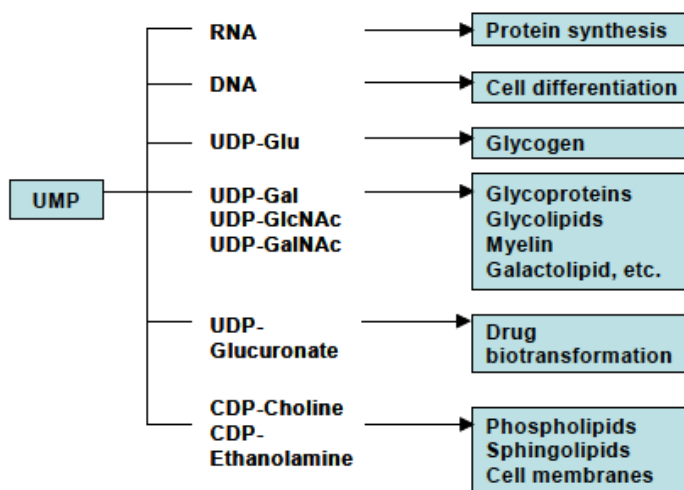 RNA
Protein synthesis
DNA
Cell differentiation
UDP-Glu
Glycogen
UMP
UDP-Gal
UDP-GlcNAc
UDP-GalNAc
Glycoproteins
Glycolipids
Myelin
Galactolipid, etc.
UDP-
Glucuronate
Drug
biotransformation
CDP-Choline
CDP-
Ethanolamine
Phospholipids
Sphingolipids
Cell membranes